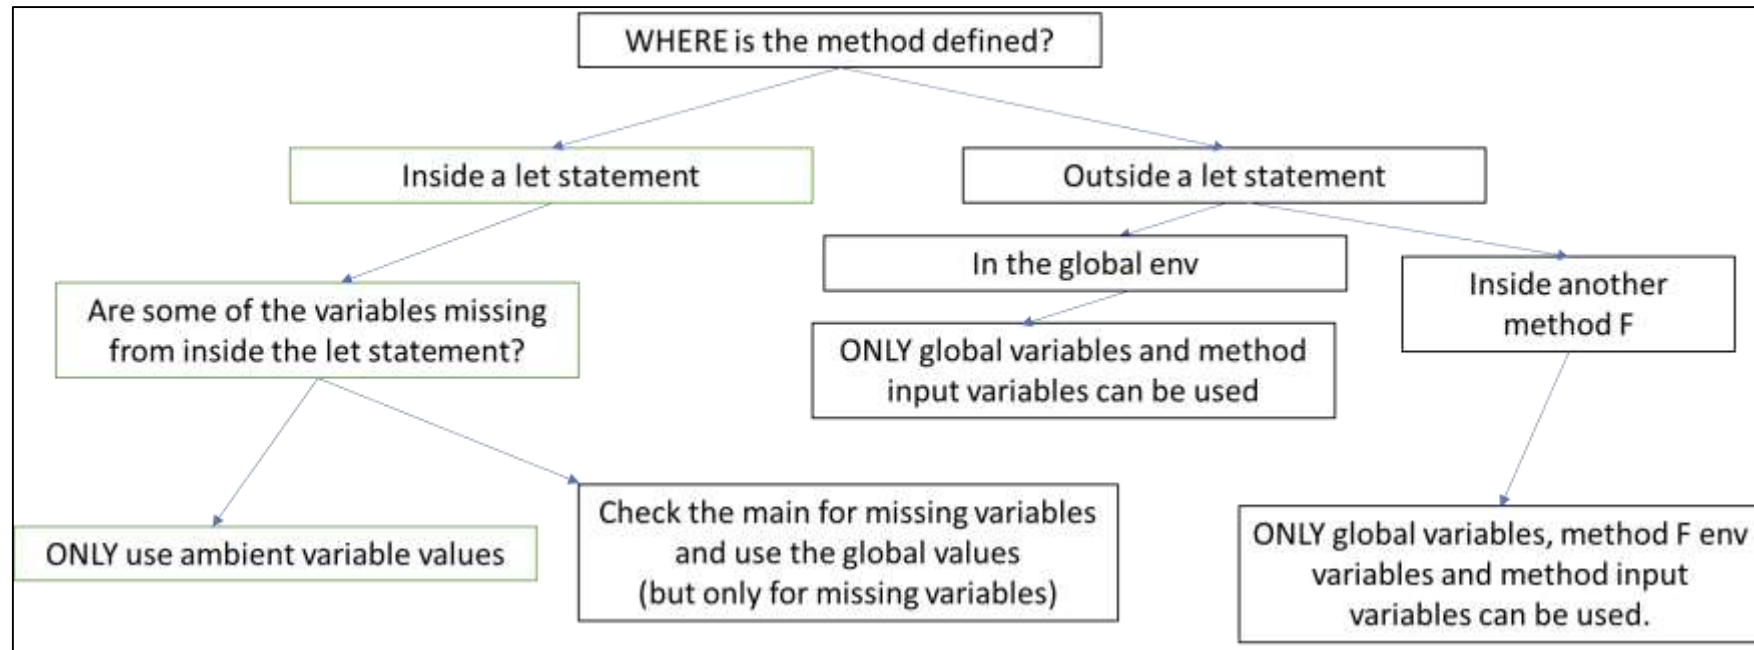 WHERE is the method defined?
Inside a let statement
Outside a let statement
In the global env
Inside another
method F
Are some of the variables missing
from inside the let statement?
ONLY global variables and method
input variables can be used
ONLY use ambient variable values
Check the main for missing variables
and use the global values
(but only for missing variables)
ONLY global variables, method F env
variables and method input
variables can be used.